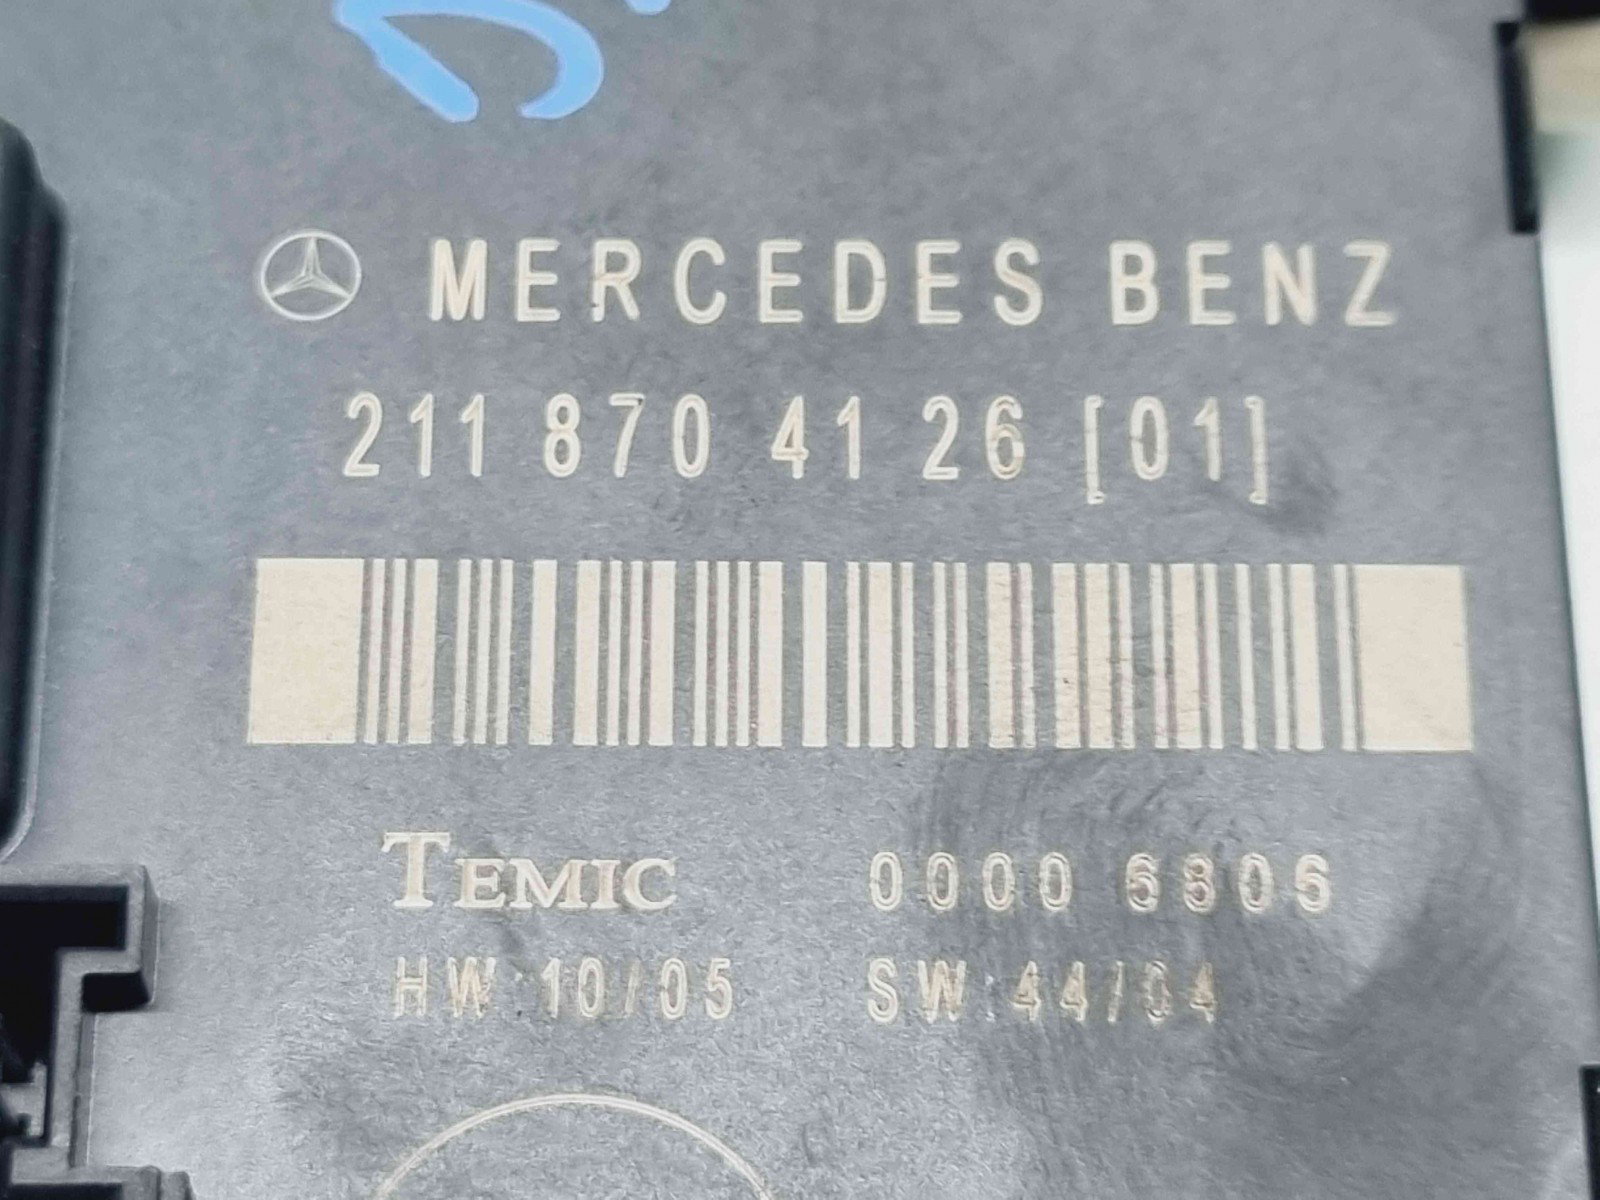 MERCEDES BENZ
211 870 41 26 [01]
TEMIC 0000 6806
HW 10/05 SW 44/04